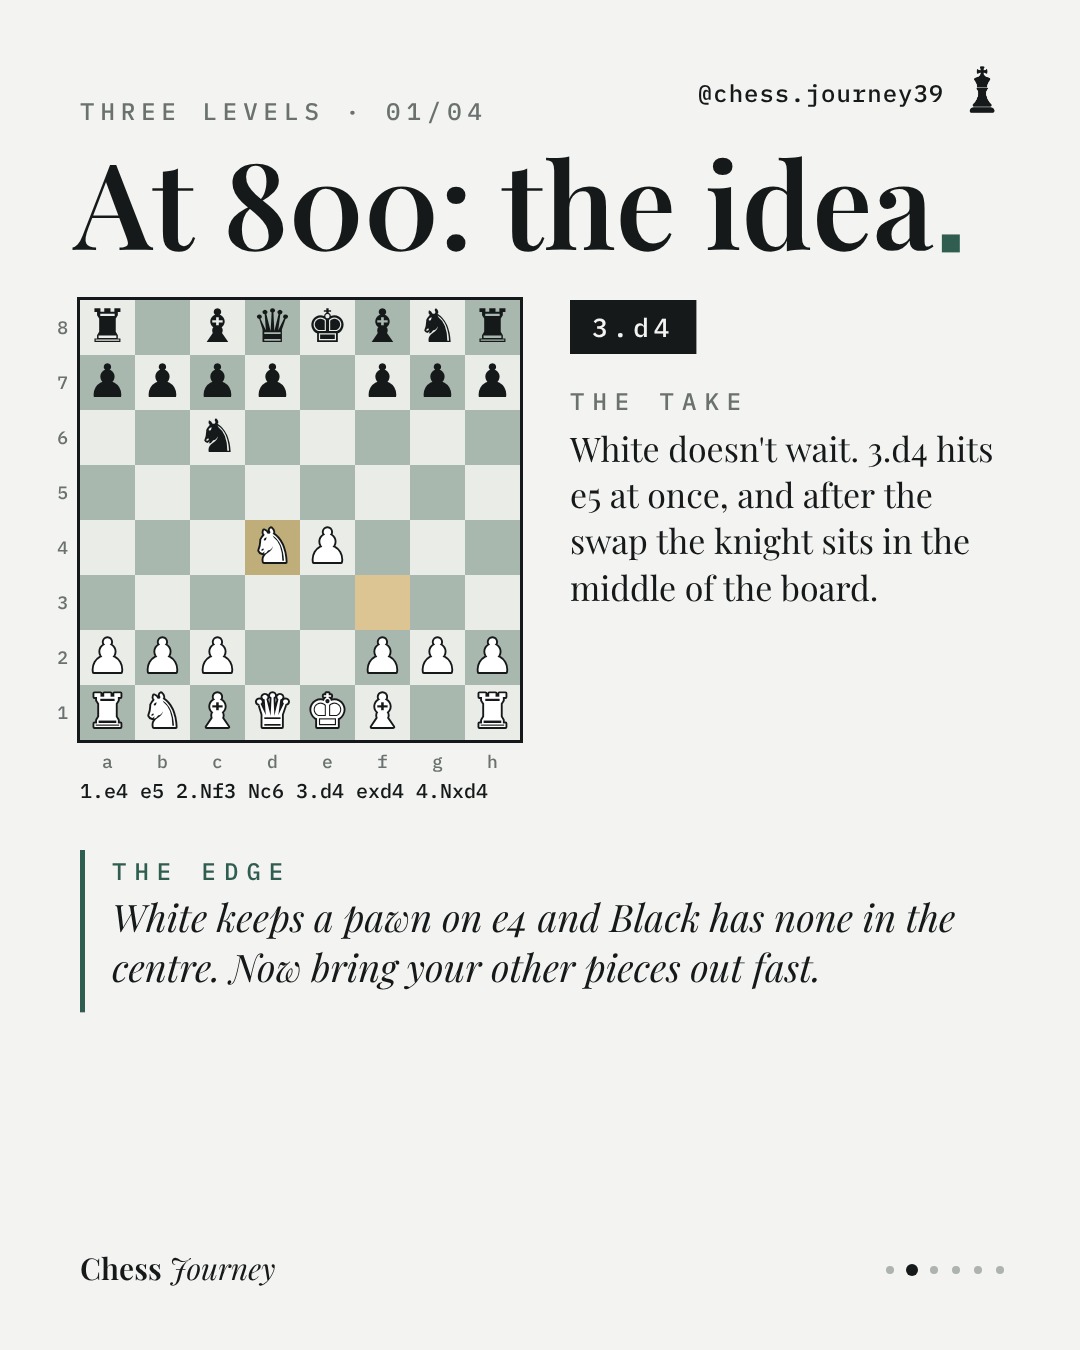 THREE LEVELS · 01/04
@chess.journey39
At 800: the idea.
8
7
6
5
4
3
2
1
a b c d e f g h
1.e4 e5 2.Nf3 Nc6 3.d4 exd4 4.Nxd4
3.d4
THE TAKE
White doesn't wait. 3.d4 hits
e5 at once, and after the
swap the knight sits in the
middle of the board.
THE EDGE
White keeps a pawn on e4 and Black has none in the
centre. Now bring your other pieces out fast.
Chess Journey